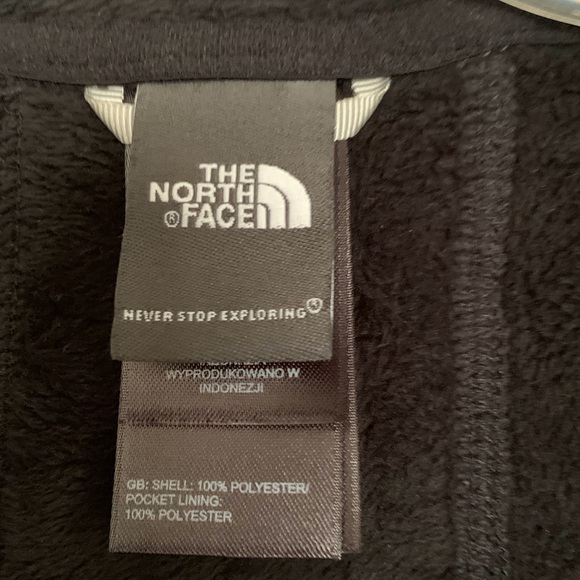 THE
NORTH
® FACE
NEVER STOP EXPLORING®
WYPRODUKOWANO W
INDONEZJI
GB: SHELL: 100% POLYESTER/
POCKET LINING:
100% POLYESTER